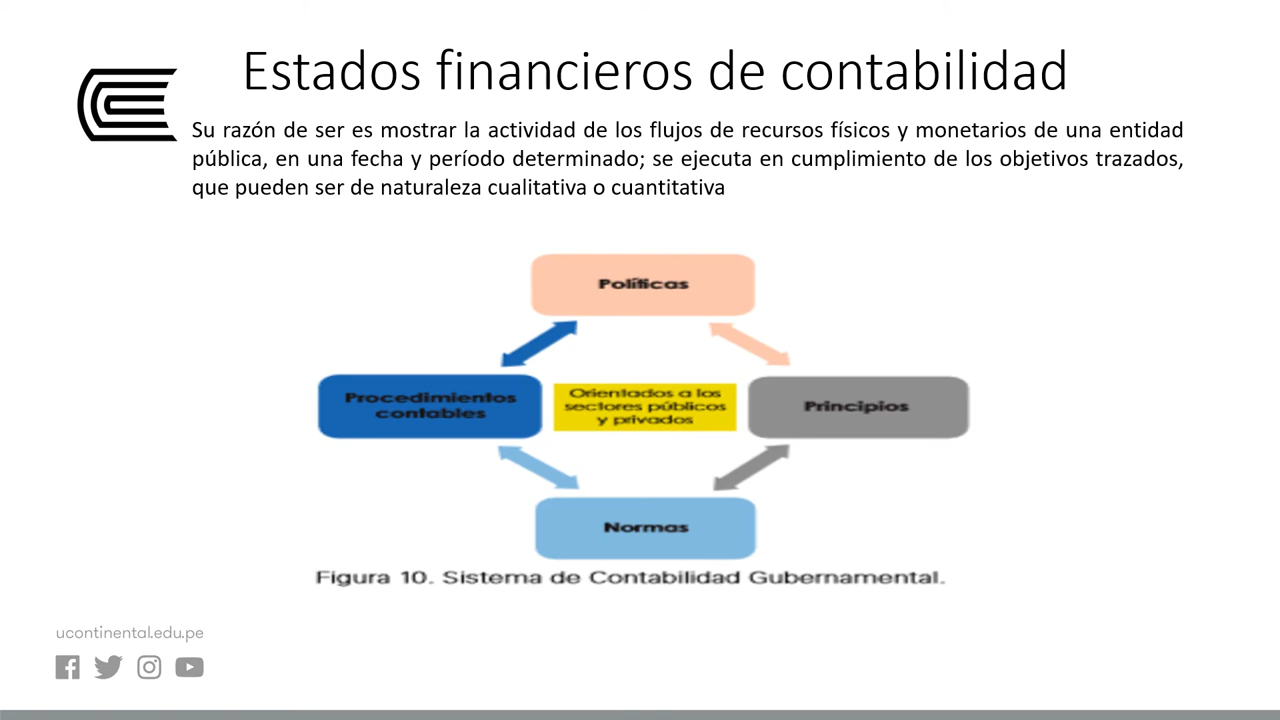 Estados financieros de contabilidad
Su razón de ser es mostrar la actividad de los flujos de recursos físicos y monetarios de una entidad
pública, en una fecha y período determinado; se ejecuta en cumplimiento de los objetivos trazados,
que pueden ser de naturaleza cualitativa o cuantitativa
Políticas
Procedimientos
contables
Orientados a los
sectores públicos
y privados
Principios
Normas
Figura 10. Sistema de Contabilidad Gubernamental.
ucontinental.edu.pe